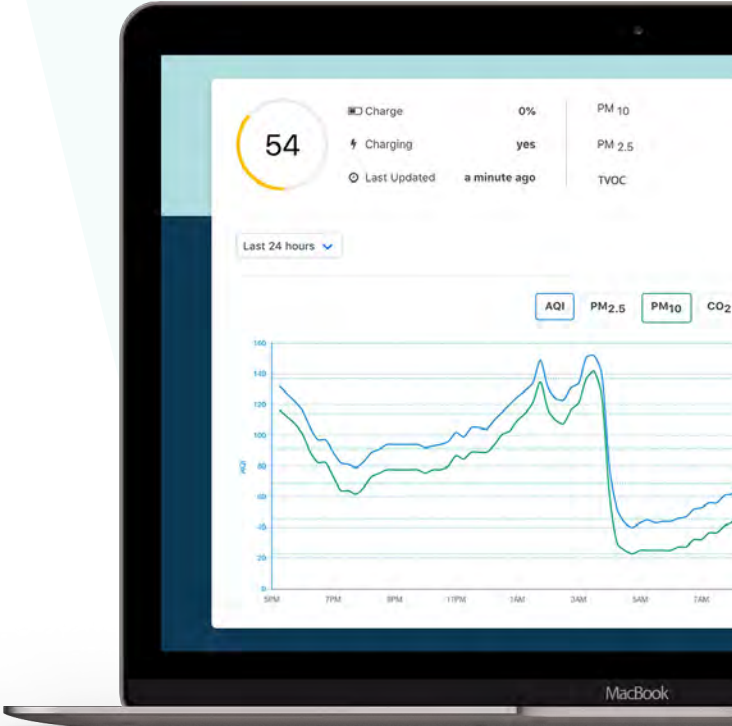 54
Charge 0%
Charging yes
Last Updated a minute ago
PM 10
PM 2.5
TVOC
Last 24 hours
AQI PM2.5 PM10 CO2
160
140
120
100
80
60
40
20
0
AQI
5PM 7PM 9PM 11PM 1AM 3AM 5AM 7AM
MacBook